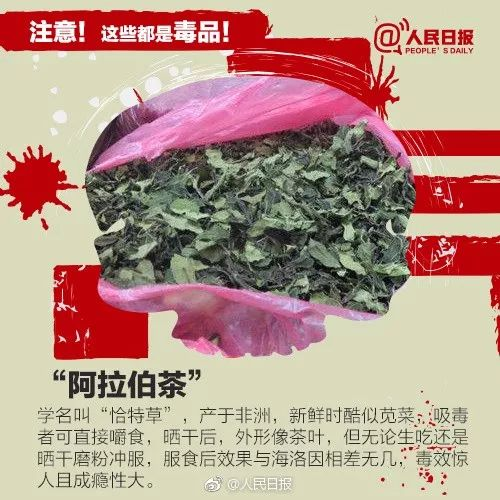 注意！这些都是毒品！
@人民日报
PEOPLE'S DAILY
“阿拉伯茶”
学名叫“恰特草”，产于非洲，新鲜时酷似苋菜，吸毒
者可直接嚼食，晒干后，外形像茶叶，但无论生吃还是
晒干磨粉冲服，服食后效果与海洛因相差无几，毒效惊
人且成瘾性大。
@人民日报